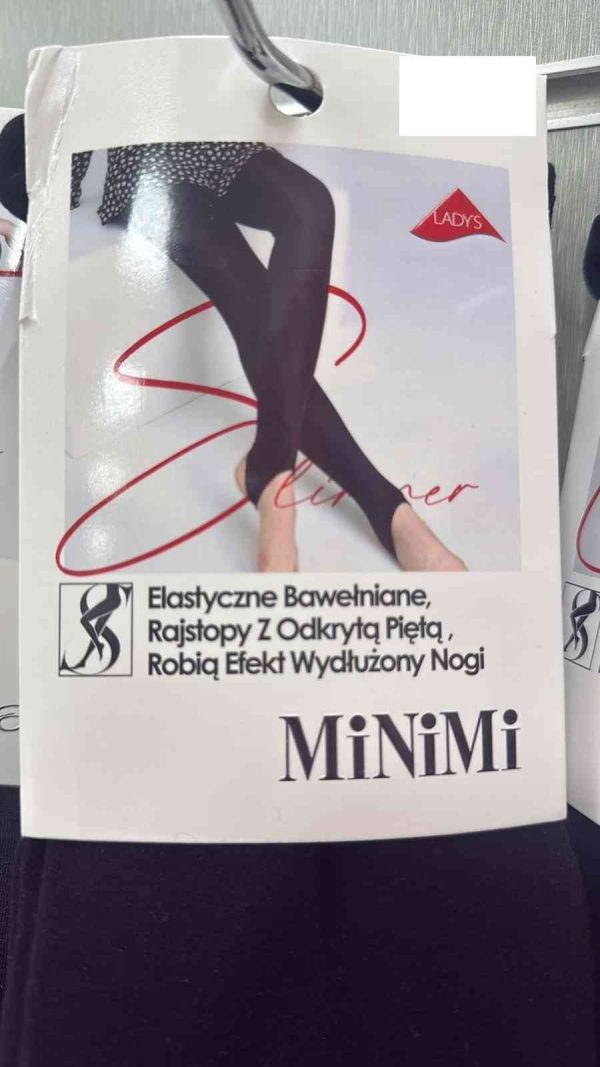 LADY'S
Slimmer
Elastyczne Bawełniane,
Rajstopy Z Odkrytą Piętą,
Robią Efekt Wydłużony Nogi
MiNiMi